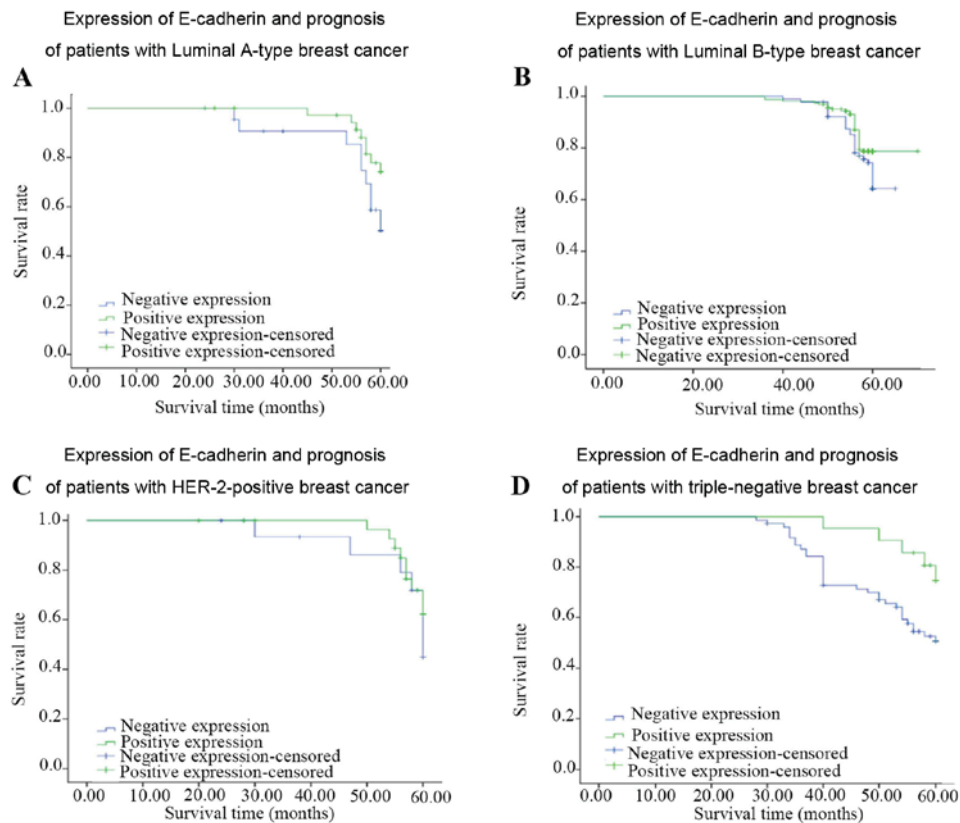 Expression of E-cadherin and prognosis
of patients with Luminal A-type breast cancer
A
1.0
0.8
0.6
0.4
0.2
0.0
Survival rate
Negative expression
Positive expression
Negative expresion-censored
Positive expression-censored
0.00 10.00 20.00 30.00 40.00 50.00 60.00
Survival time (months)
Expression of E-cadherin and prognosis
of patients with Luminal B-type breast cancer
B
1.0
0.8
0.6
0.4
0.2
0.0
Survival rate
Negative expression
Positive expression
Negative expresion-censored
Negative expresion-censored
0.00 20.00 40.00 60.00
Survival time (months)
Expression of E-cadherin and prognosis
of patients with HER-2-positive breast cancer
C
1.0
0.8
0.6
0.4
0.2
0.0
Survival rate
Negative expression
Positive expression
Negative expression-censored
Positive expression-censored
0.00 10.00 20.00 30.00 40.00 50.00 60.00
Survival time (months)
Expression of E-cadherin and prognosis
of patients with triple-negative breast cancer
D
1.0
0.8
0.6
0.4
0.2
0.0
Survival rate
Negative expression
Positive expression
Negative expression-censored
Positive expression-censored
0.00 10.00 20.00 30.00 40.00 50.00 60.00
Survival time (months)